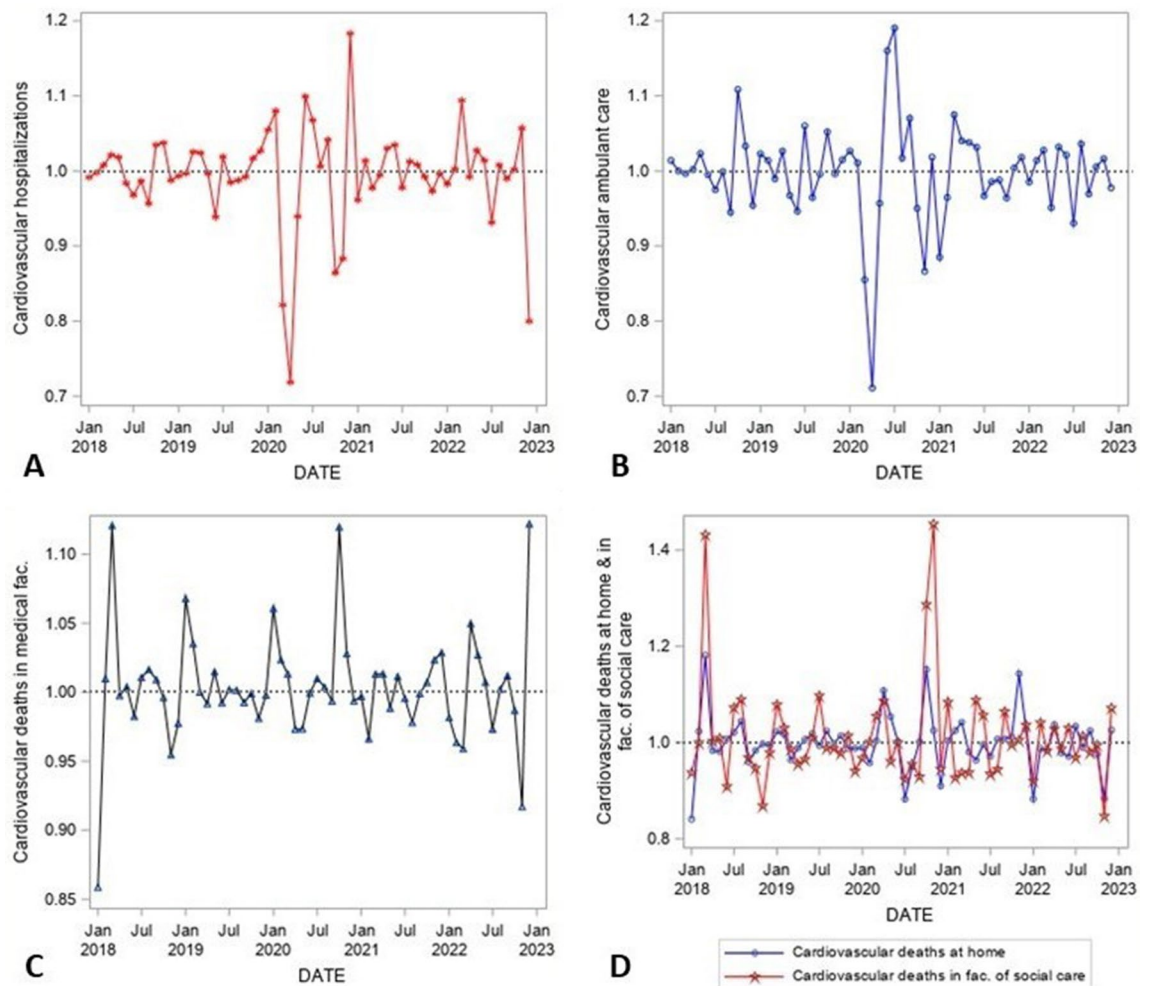 Cardiovascular hospitalizations
1.2
1.1
1.0
0.9
0.8
0.7
Jan Jul Jan Jul Jan Jul Jan Jul Jan Jul Jan
2018 2019 2020 2021 2022 2023
DATE
A
Cardiovascular ambulant care
1.2
1.1
1.0
0.9
0.8
0.7
Jan Jul Jan Jul Jan Jul Jan Jul Jan Jul Jan
2018 2019 2020 2021 2022 2023
DATE
B
Cardiovascular deaths in medical fac.
1.10
1.05
1.00
0.95
0.90
0.85
Jan Jul Jan Jul Jan Jul Jan Jul Jan Jul Jan
2018 2019 2020 2021 2022 2023
DATE
C
Cardiovascular deaths at home & in
fac. of social care
1.4
1.2
1.0
0.8
Jan Jul Jan Jul Jan Jul Jan Jul Jan Jul Jan
2018 2019 2020 2021 2022 2023
DATE
D
Cardiovascular deaths at home
Cardiovascular deaths in fac. of social care